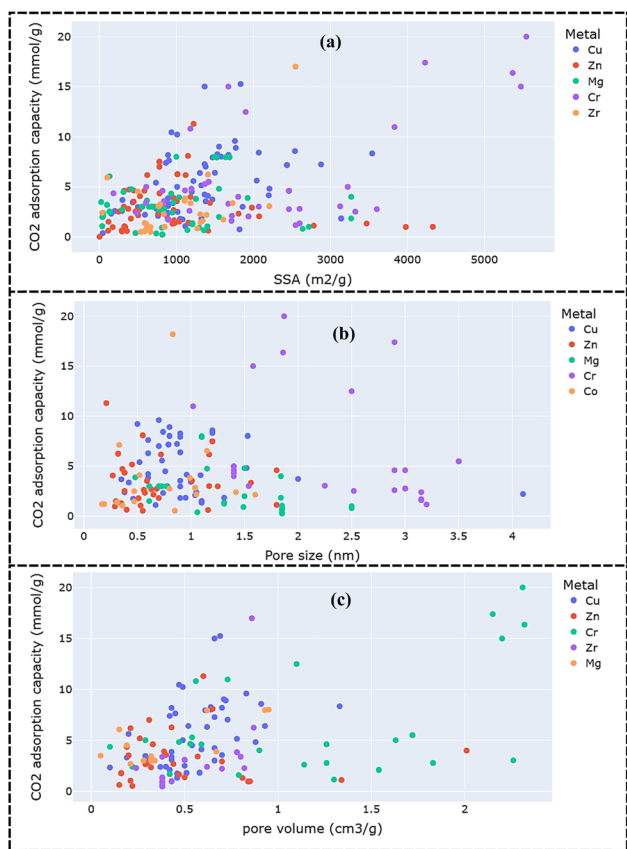 (a)
CO2 adsorption capacity (mmol/g)
20
15
10
5
0
0 1000 2000 3000 4000 5000
SSA (m2/g)
Metal
Cu
Zn
Mg
Cr
Zr
(b)
CO2 adsorption capacity (mmol/g)
20
15
10
5
0
0 0.5 1 1.5 2 2.5 3 3.5 4
Pore size (nm)
Metal
Cu
Zn
Mg
Cr
Co
(c)
CO2 adsorption capacity (mmol/g)
20
15
10
5
0
0 0.5 1 1.5 2
pore volume (cm3/g)
Metal
Cu
Zn
Cr
Zr
Mg